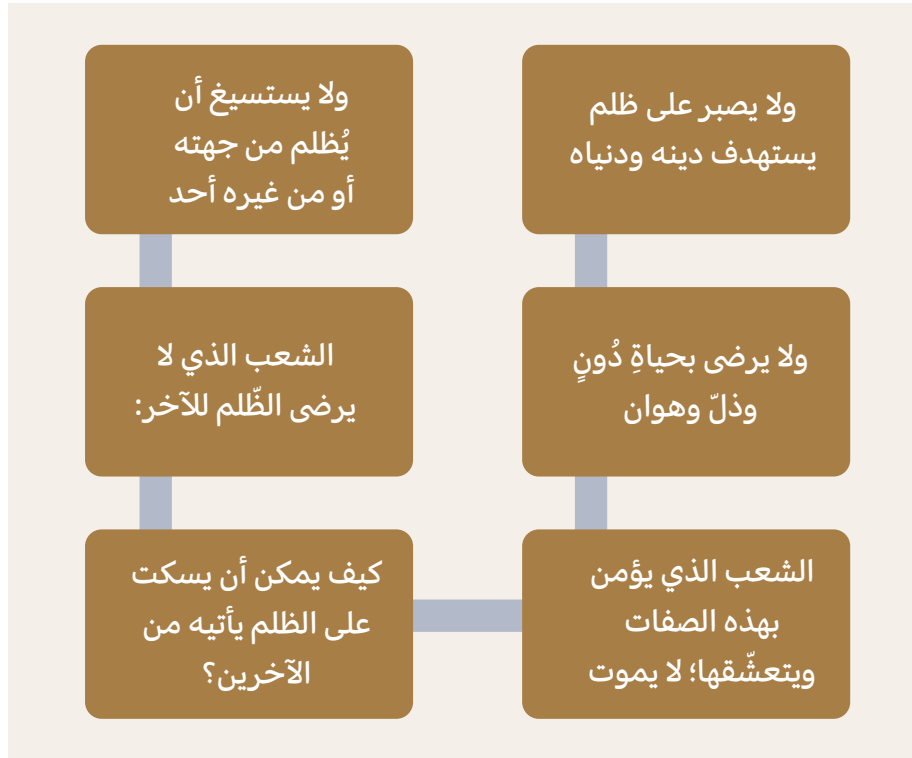 ولا يستسيغ أن
يُظلم من جهته
أو من غيره أحد
الشعب الذي لا
يرضى الظّلم للآخر:
كيف يمكن أن يسكت
على الظلم يأتيه من
الآخرين؟
الشعب الذي يؤمن
بهذه الصفات
ويتعشّقها؛ لا يموت
ولا يرضى بحياةِ دُونٍ
وذلّ وهوان
ولا يصبر على ظلم
يستهدف دينه ودنياه